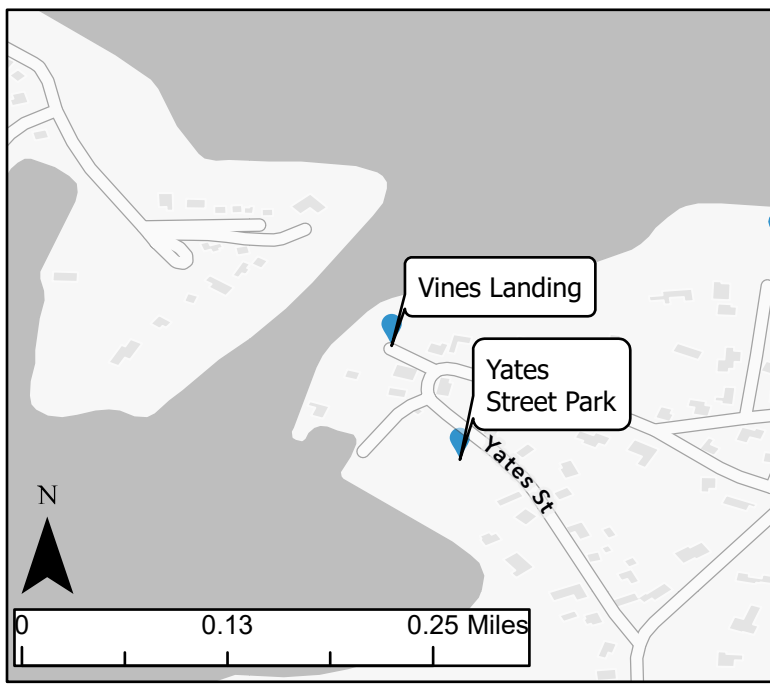 Vines Landing
Yates
Street Park
Yates St
N
0 0.13 0.25 Miles